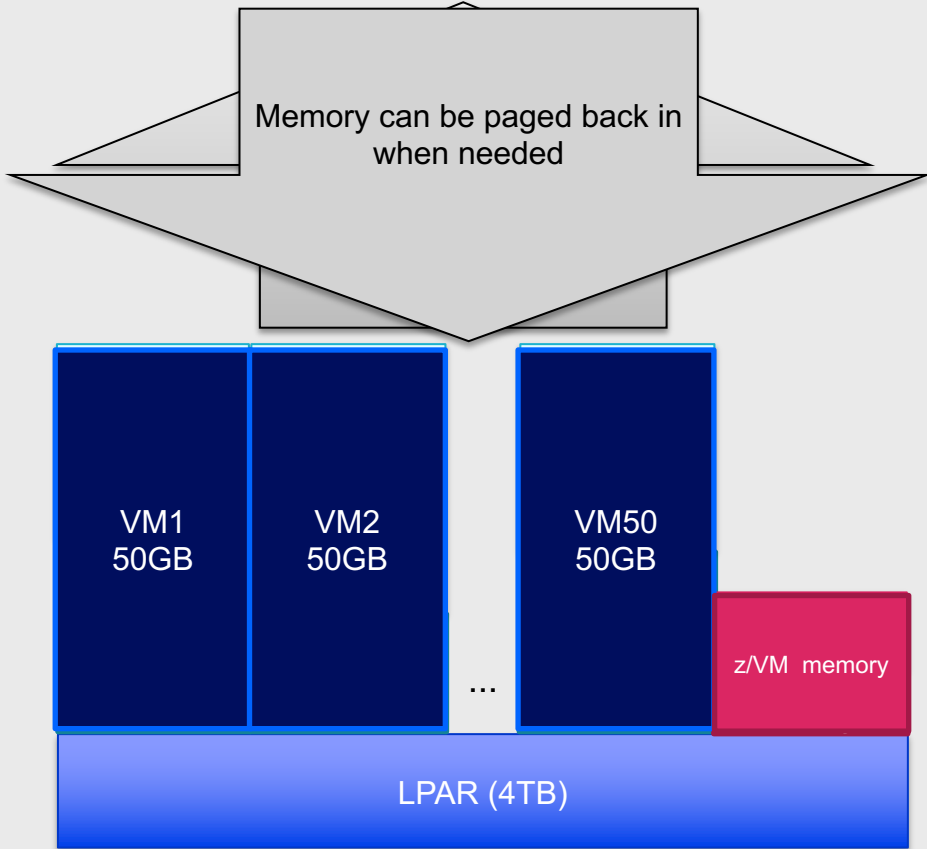 Memory can be paged back in
when needed
VM1
50GB
VM2
50GB
...
VM50
50GB
z/VM memory
LPAR (4TB)